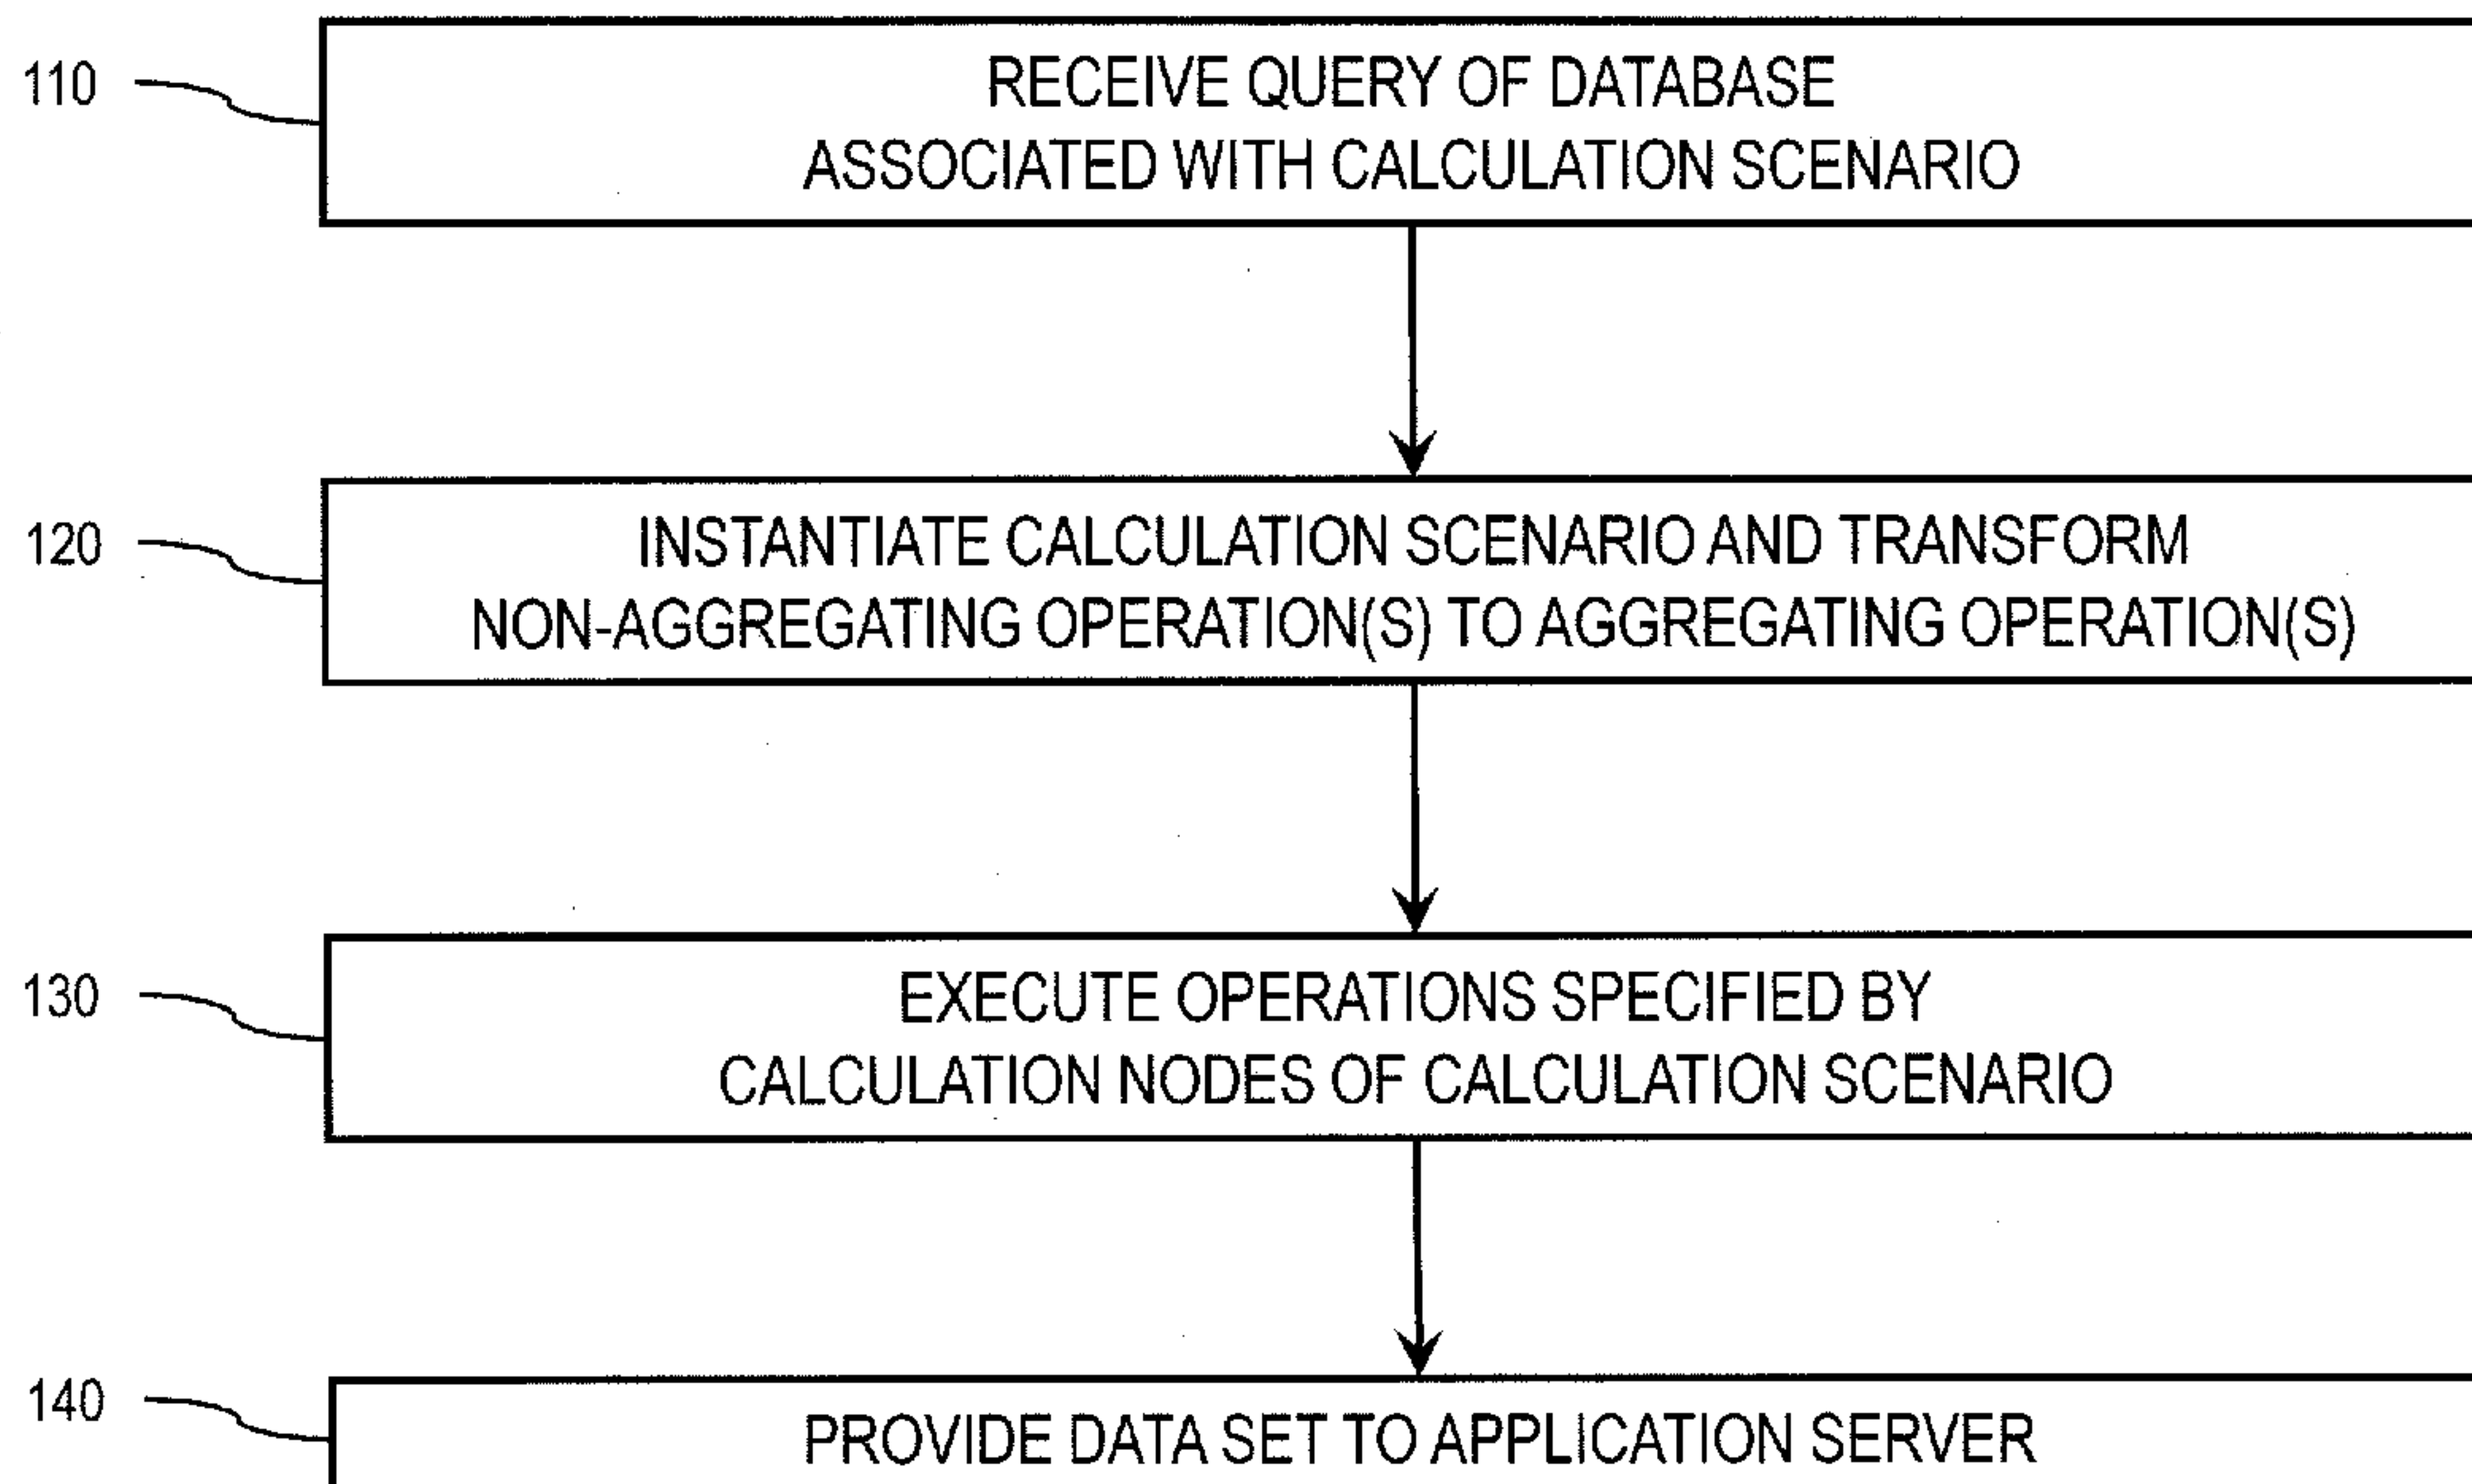 110
RECEIVE QUERY OF DATABASE
ASSOCIATED WITH CALCULATION SCENARIO
120
INSTANTIATE CALCULATION SCENARIO AND TRANSFORM
NON-AGGREGATING OPERATION(S) TO AGGREGATING OPERATION(S)
130
EXECUTE OPERATIONS SPECIFIED BY
CALCULATION NODES OF CALCULATION SCENARIO
140
PROVIDE DATA SET TO APPLICATION SERVER